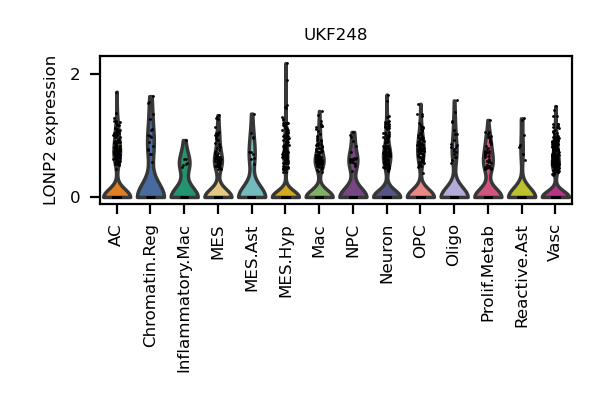 UKF248
LONP2 expression
2
0
AC
Chromatin.Reg
Inflammatory.Mac
MES
MES.Ast
MES.Hyp
Mac
NPC
Neuron
OPC
Oligo
Prolif.Metab
Reactive.Ast
Vasc